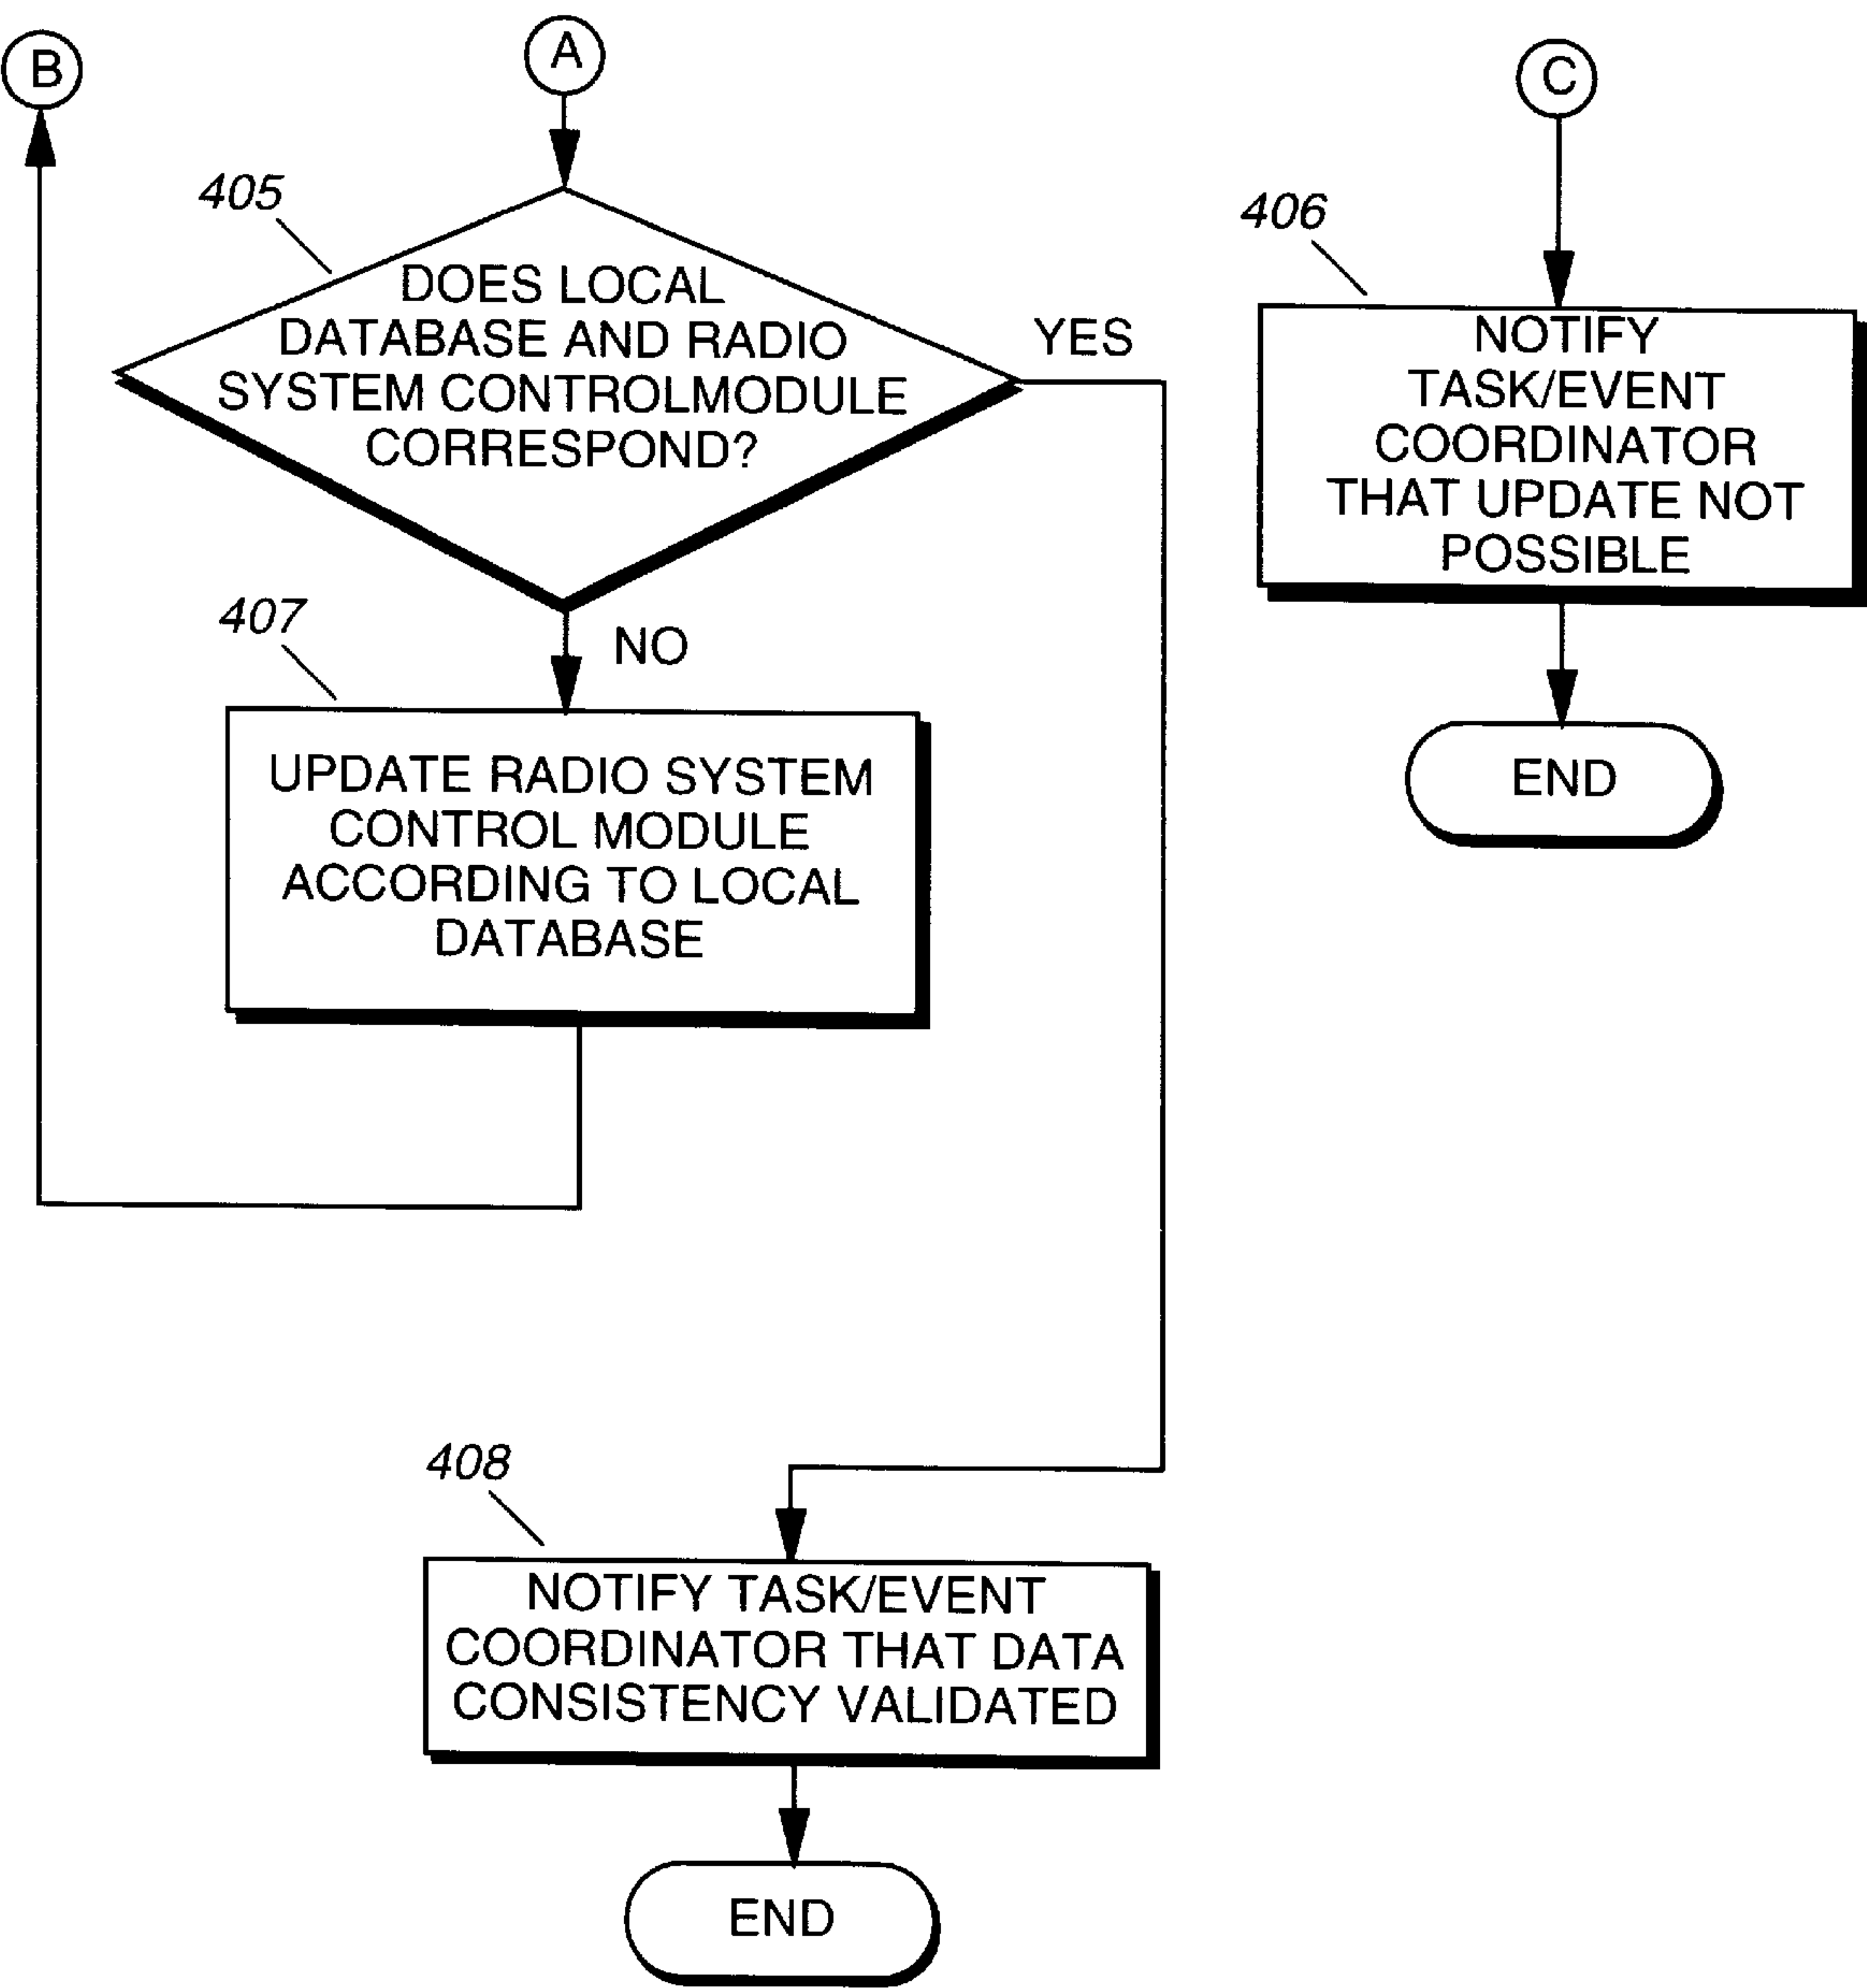 B
A
C
405
DOES LOCAL
DATABASE AND RADIO
SYSTEM CONTROLMODULE
CORRESPOND?
YES
NO
406
NOTIFY
TASK/EVENT
COORDINATOR
THAT UPDATE NOT
POSSIBLE
END
407
UPDATE RADIO SYSTEM
CONTROL MODULE
ACCORDING TO LOCAL
DATABASE
408
NOTIFY TASK/EVENT
COORDINATOR THAT DATA
CONSISTENCY VALIDATED
END